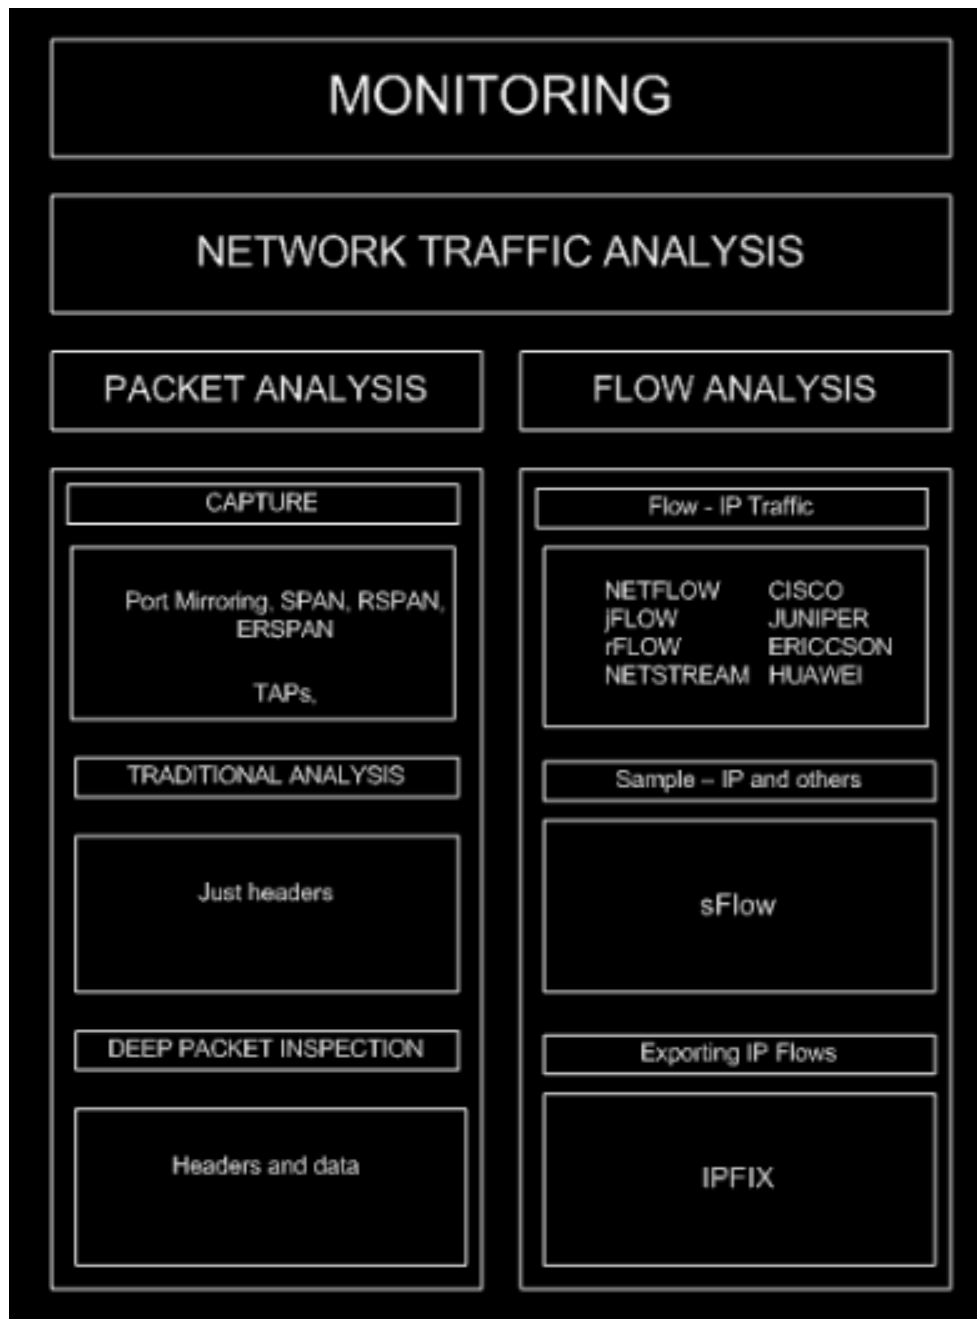 MONITORING
NETWORK TRAFFIC ANALYSIS
PACKET ANALYSIS
CAPTURE
Port Mirroring, SPAN, RSPAN,
ERSPAN
TAPs,
TRADITIONAL ANALYSIS
Just headers
DEEP PACKET INSPECTION
Headers and data
FLOW ANALYSIS
Flow - IP Traffic
NETFLOW CISCO
jFLOW JUNIPER
rFLOW ERICCSON
NETSTREAM HUAWEI
Sample – IP and others
sFlow
Exporting IP Flows
IPFIX